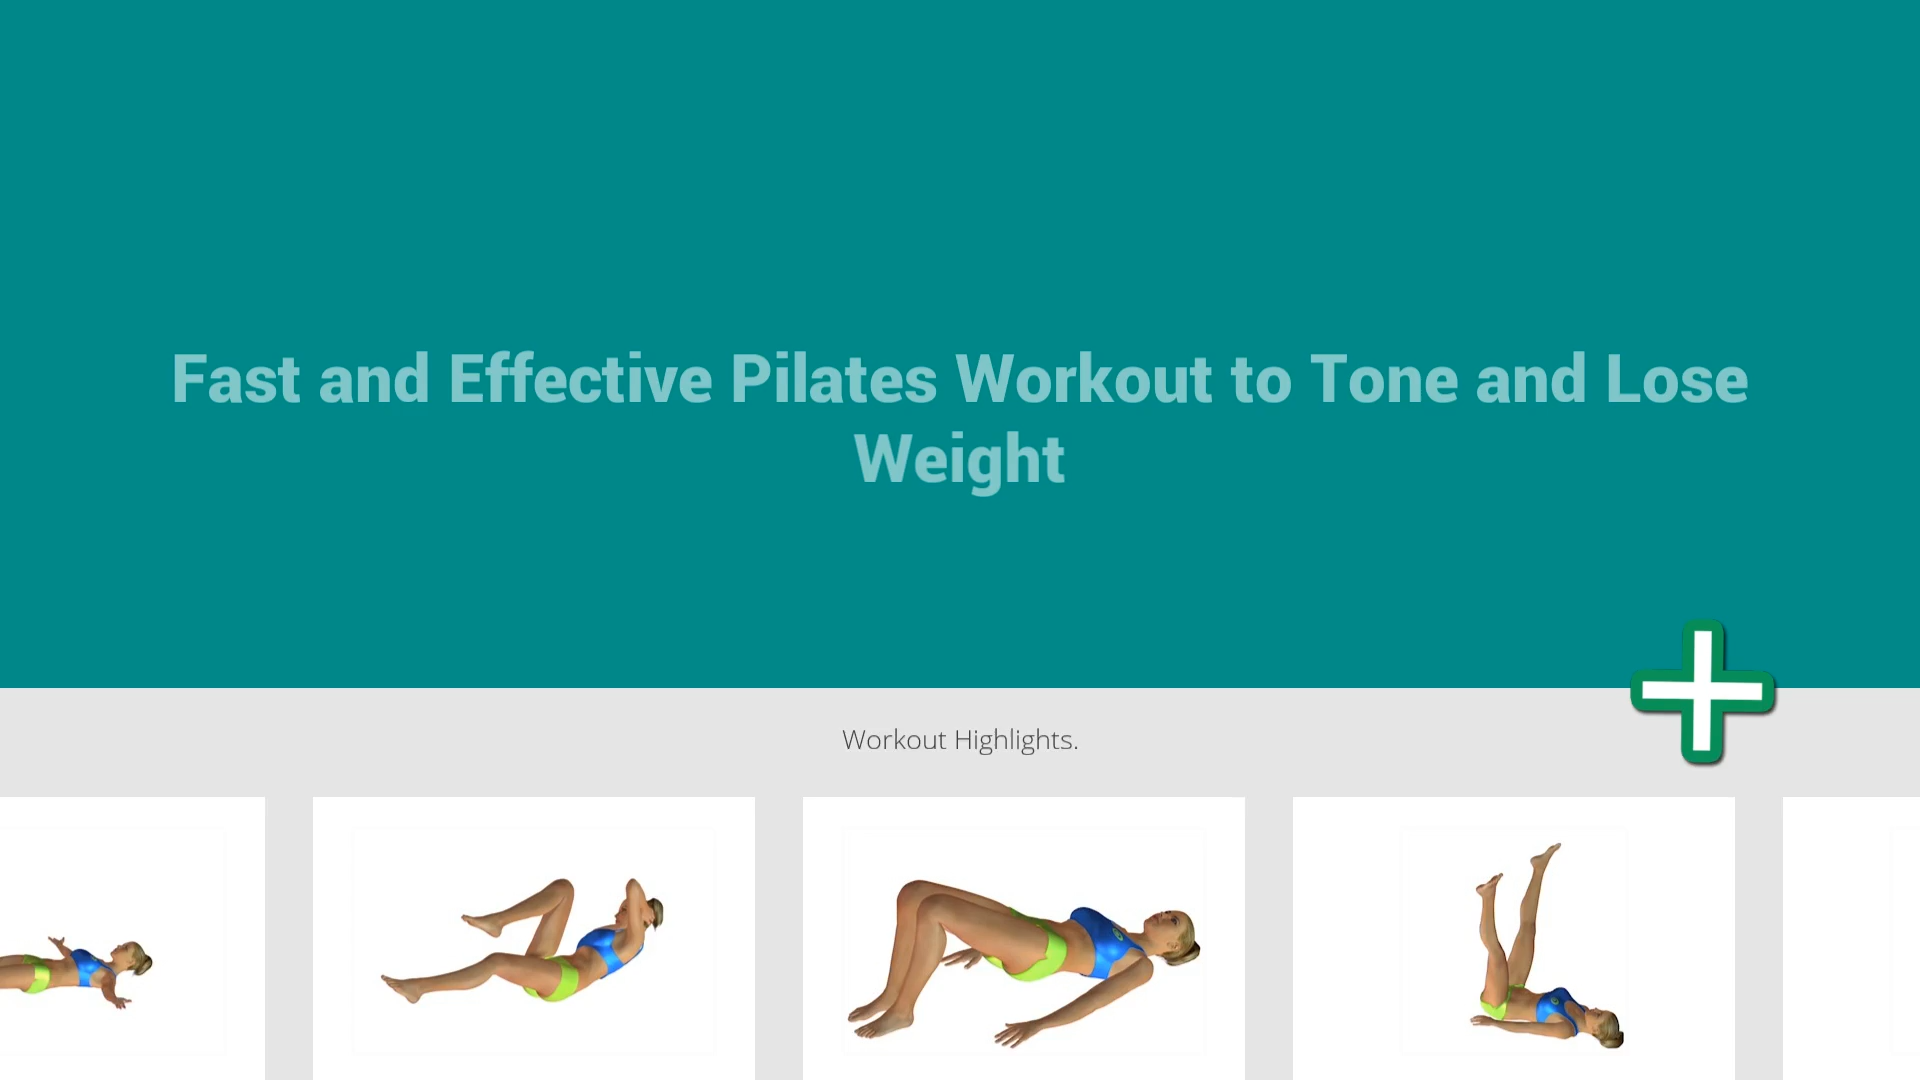 Fast and Effective Pilates Workout to Tone and Lose
Weight
Workout Highlights.